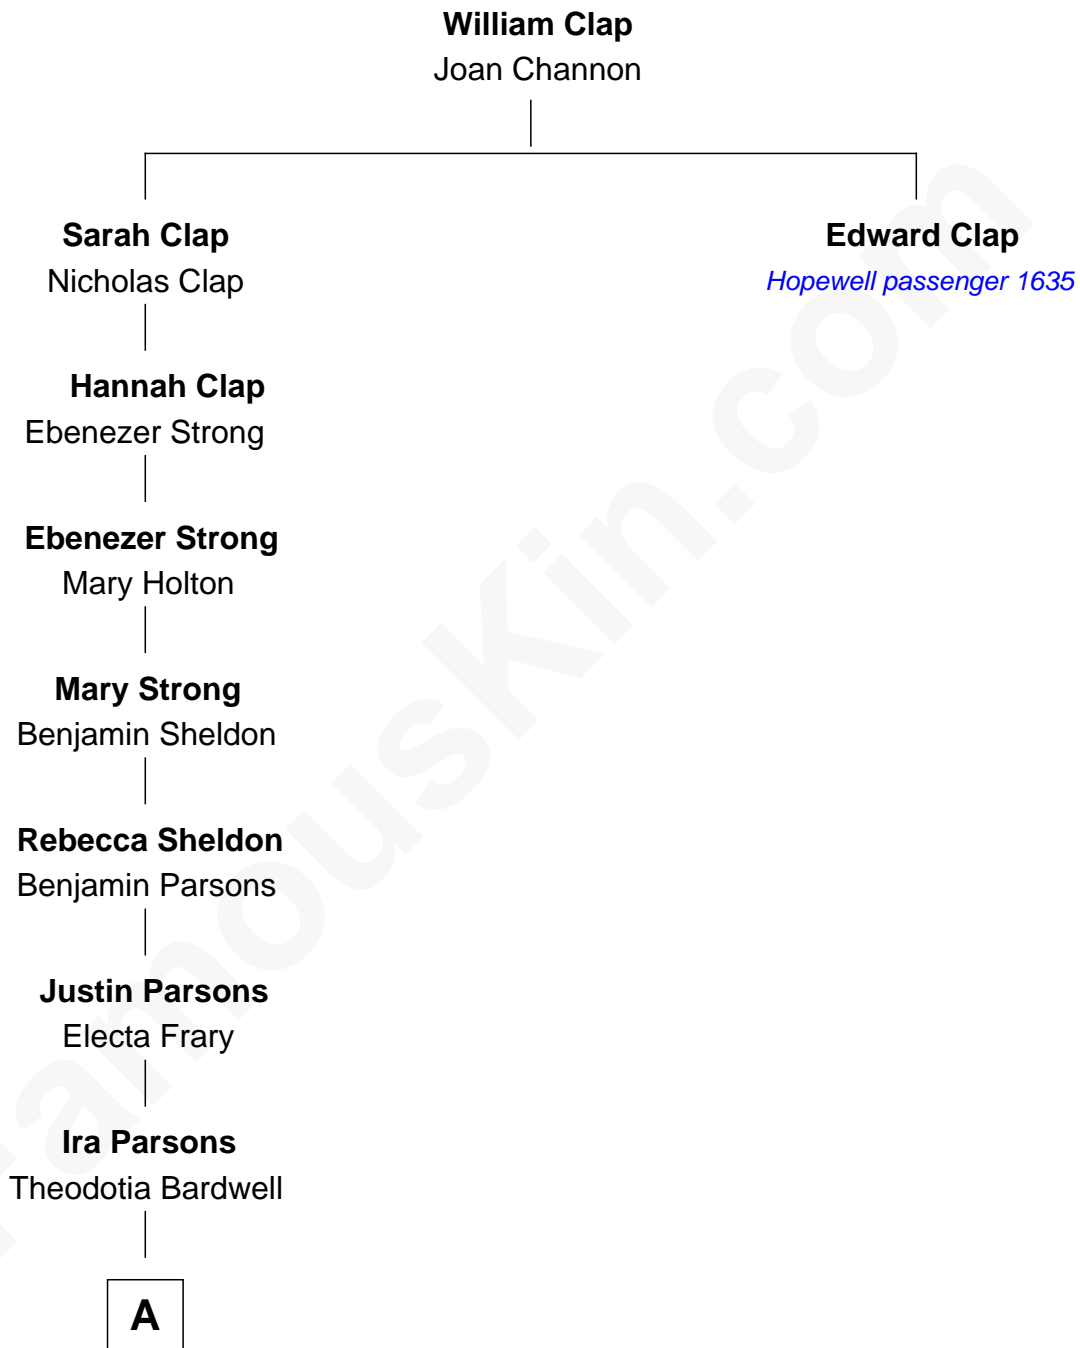 William Clap
Joan Channon
Sarah Clap
Nicholas Clap
Edward Clap
Hopewell passenger 1635
Hannah Clap
Ebenezer Strong
Ebenezer Strong
Mary Holton
Mary Strong
Benjamin Sheldon
Rebecca Sheldon
Benjamin Parsons
Justin Parsons
Electa Frary
Ira Parsons
Theodotia Bardwell
A
FamousKin.com